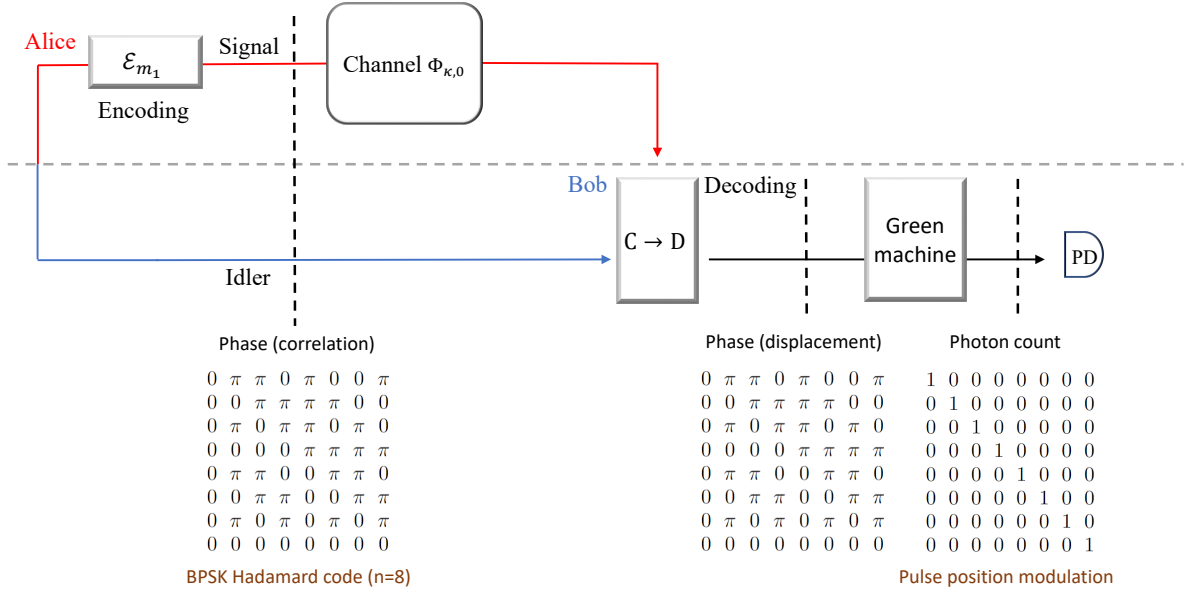 Alice
Signal
ℰ_{m₁}
Channel Φ_{κ,0}
Encoding
Bob
Decoding
C → D
Green
machine
PD
Idler
Phase (correlation)
0 π π 0 π 0 0 π
0 0 π π π π 0 0
0 π 0 π π 0 π 0
0 0 0 0 π π π π
0 π π 0 0 π π 0
0 0 π π 0 0 π π
0 π 0 π 0 π 0 π
0 0 0 0 0 0 0 0
BPSK Hadamard code (n=8)
Phase (displacement)
0 π π 0 π 0 0 π
0 0 π π π π 0 0
0 π 0 π π 0 π 0
0 0 0 0 π π π π
0 π π 0 0 π π 0
0 0 π π 0 0 π π
0 π 0 π 0 π 0 π
0 0 0 0 0 0 0 0
Photon count
1 0 0 0 0 0 0 0
0 1 0 0 0 0 0 0
0 0 1 0 0 0 0 0
0 0 0 1 0 0 0 0
0 0 0 0 1 0 0 0
0 0 0 0 0 1 0 0
0 0 0 0 0 0 1 0
0 0 0 0 0 0 0 1
Pulse position modulation